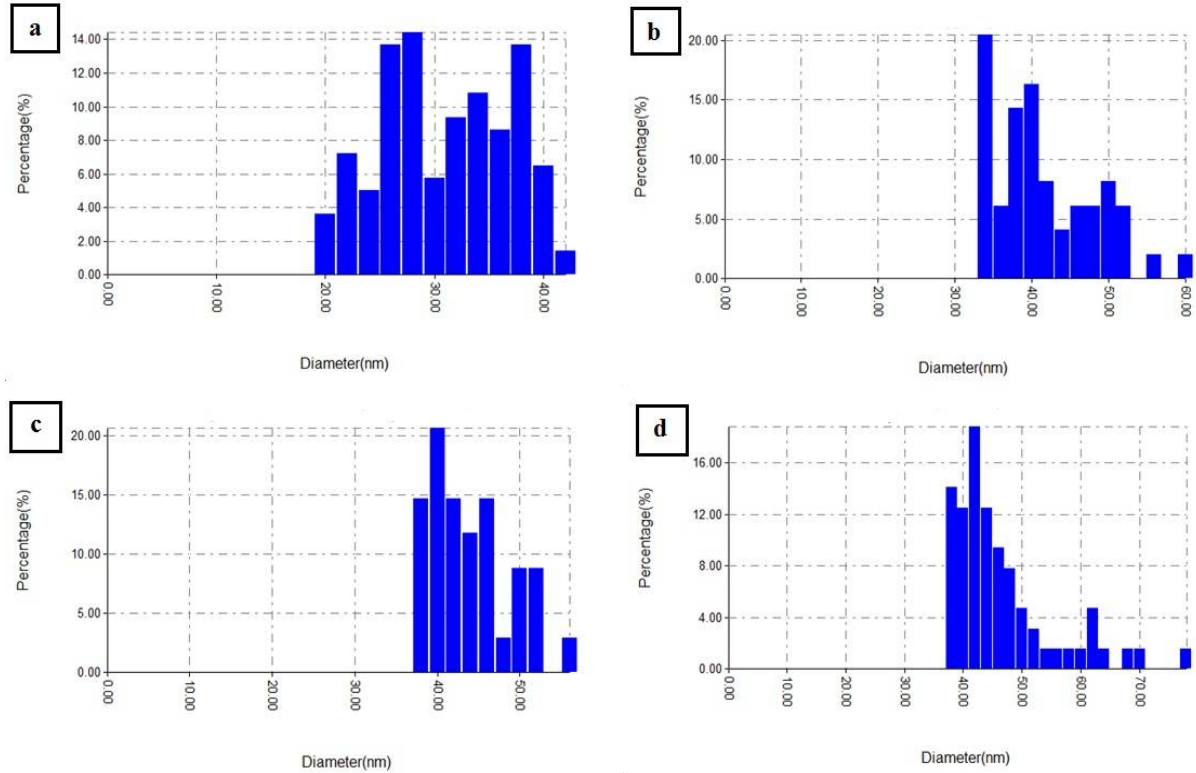 a
14.00
12.00
10.00
8.00
6.00
4.00
2.00
0.00
Percentage(%)
0.00 10.00 20.00 30.00 40.00
Diameter(nm)
b
20.00
15.00
10.00
5.00
0.00
Percentage(%)
0.00 10.00 20.00 30.00 40.00 50.00 60.00
Diameter(nm)
c
20.00
15.00
10.00
5.00
0.00
Percentage(%)
0.00 10.00 20.00 30.00 40.00 50.00
Diameter(nm)
d
16.00
12.00
8.00
4.00
0.00
Percentage(%)
0.00 10.00 20.00 30.00 40.00 50.00 60.00 70.00
Diameter(nm)